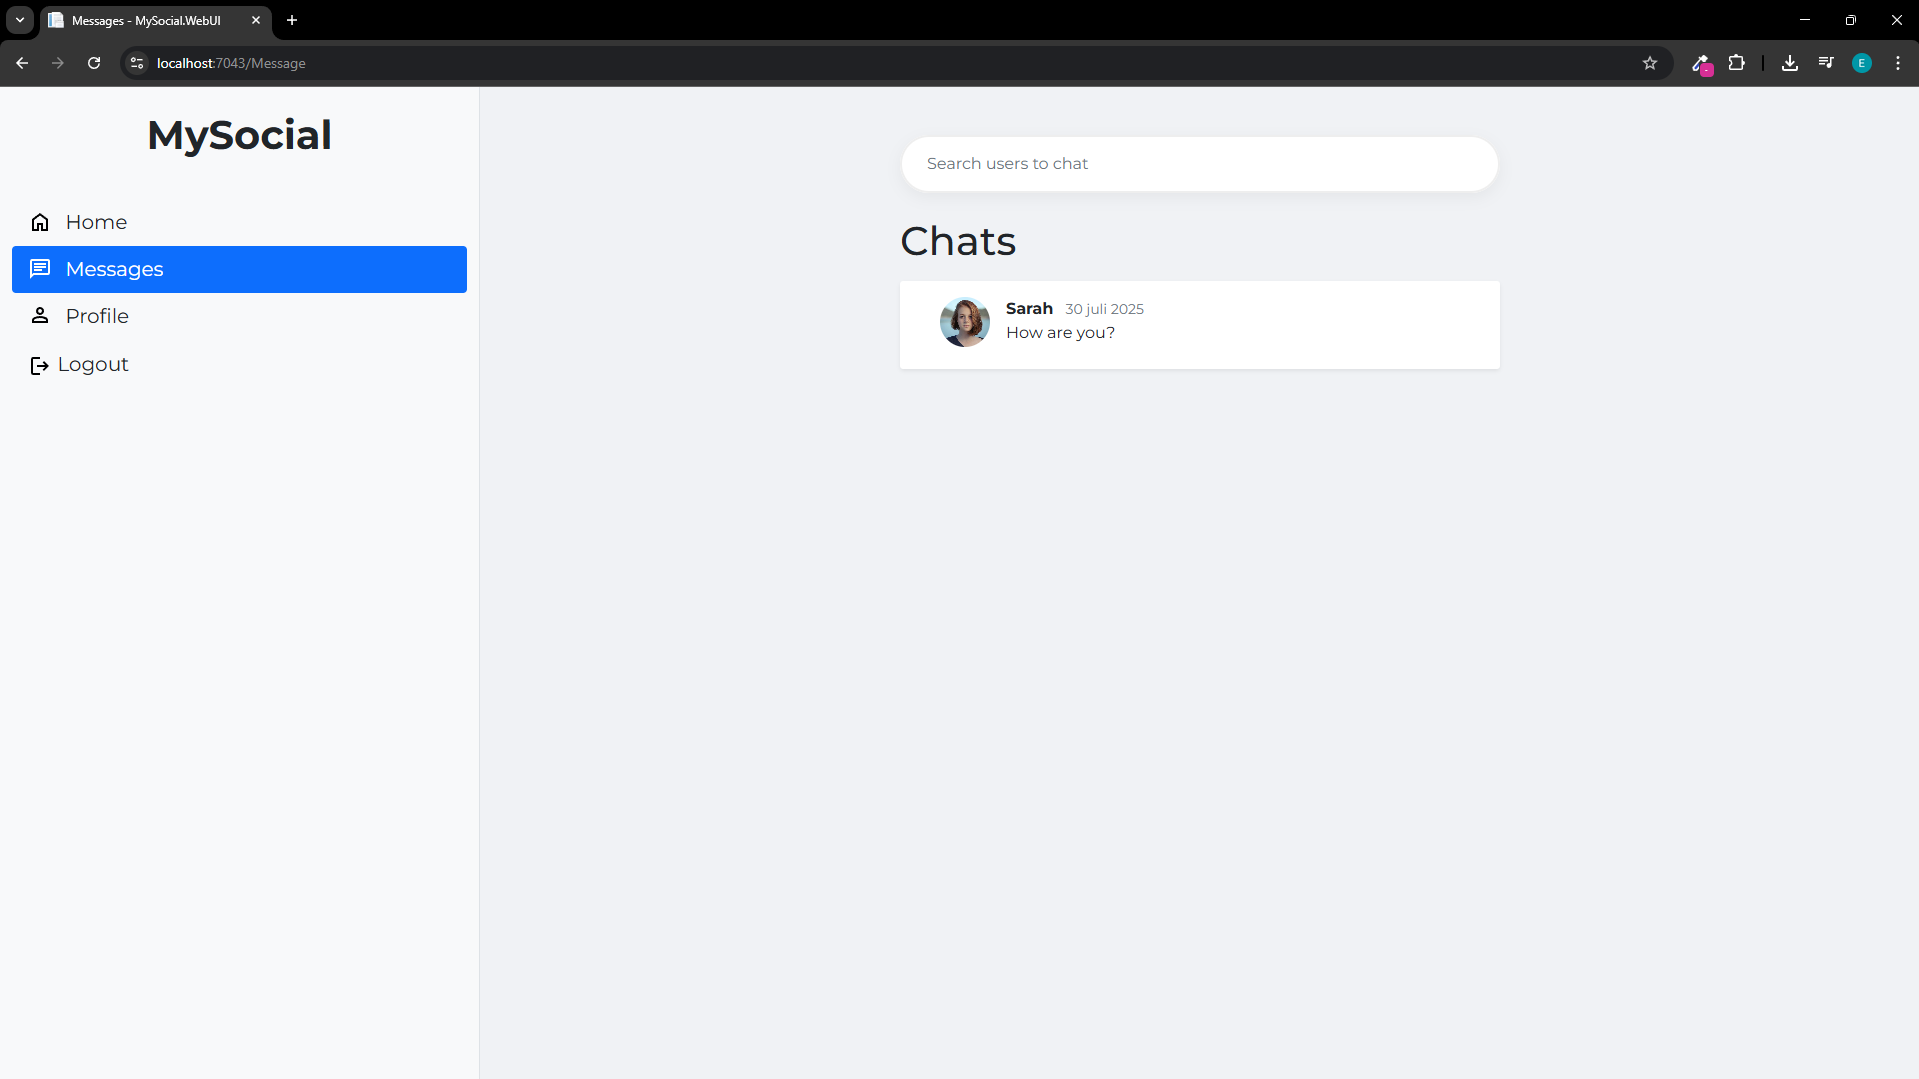 Messages - MySocial.WebUI
localhost:7043/Message
E
MySocial
Home
Messages
Profile
Logout
Search users to chat
Chats
Sarah 30 juli 2025
How are you?